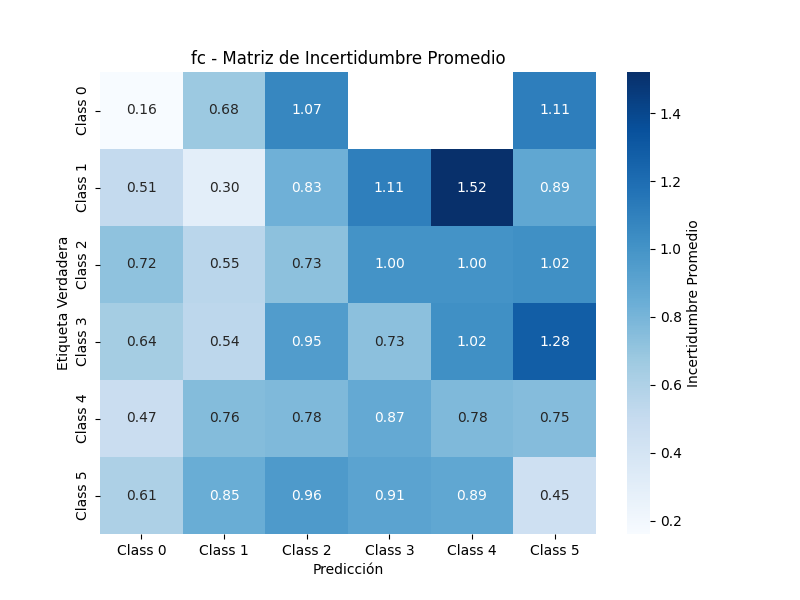 fc - Matriz de Incertidumbre Promedio
Etiqueta Verdadera
Class 0 0.16 0.68 1.07 1.11
Class 1 0.51 0.30 0.83 1.11 1.52 0.89
Class 2 0.72 0.55 0.73 1.00 1.00 1.02
Class 3 0.64 0.54 0.95 0.73 1.02 1.28
Class 4 0.47 0.76 0.78 0.87 0.78 0.75
Class 5 0.61 0.85 0.96 0.91 0.89 0.45
Class 0 Class 1 Class 2 Class 3 Class 4 Class 5
Predicción
1.4
1.2
1.0
0.8
0.6
0.4
0.2
Incertidumbre Promedio